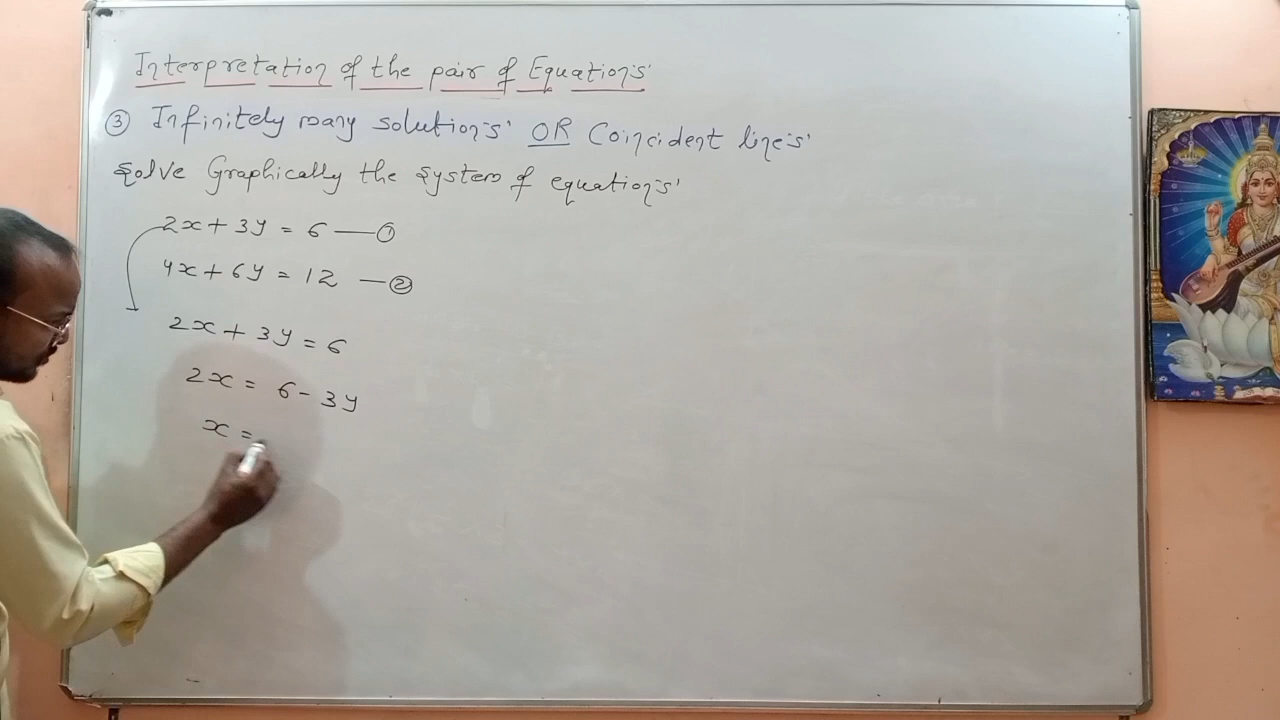 Interpretation of the pair of Equations
③ Infinitely many solutions OR Coincident lines
Solve Graphically the system of equations
2x + 3y = 6 — ①
4x + 6y = 12 — ②
2x + 3y = 6
2x = 6 - 3y
x =